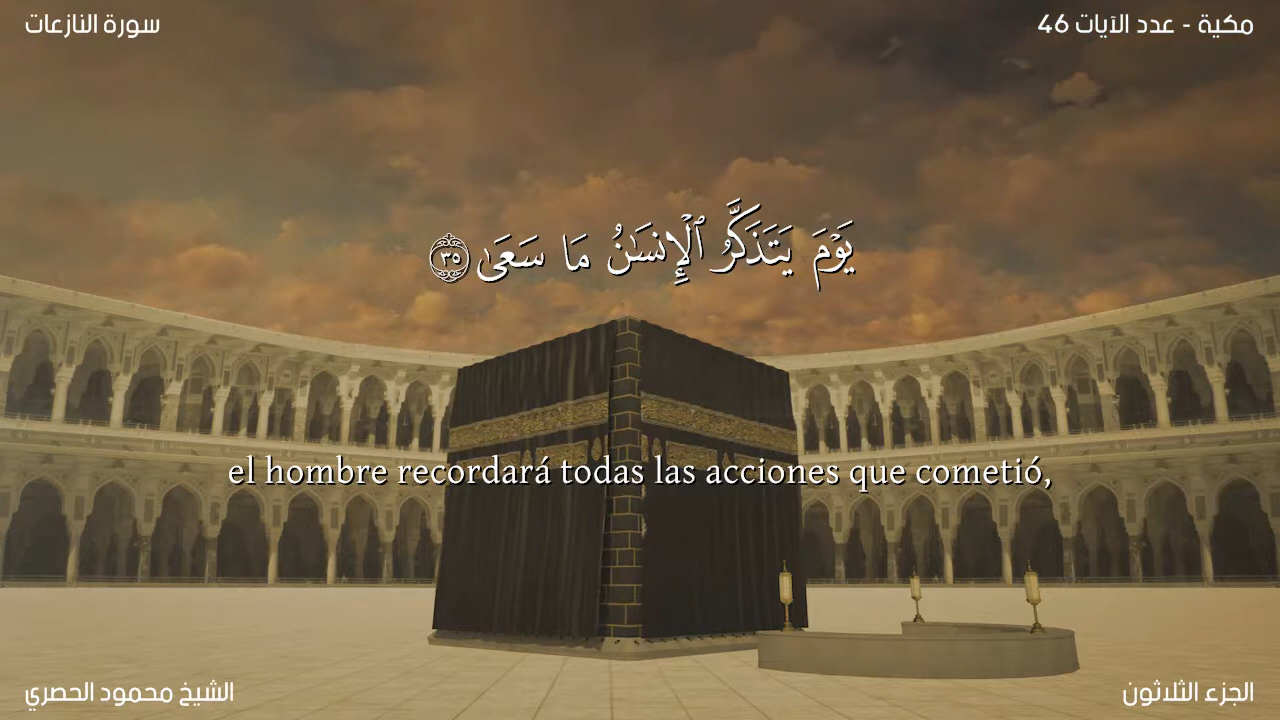 سورة النازعات
مكية - عدد الآيات 46
يَوْمَ يَتَذَكَّرُ ٱلْإِنسَٰنُ مَا سَعَىٰ ٣٥
el hombre recordará todas las acciones que cometió,
الشيخ محمود الحصري
الجزء الثلاثون